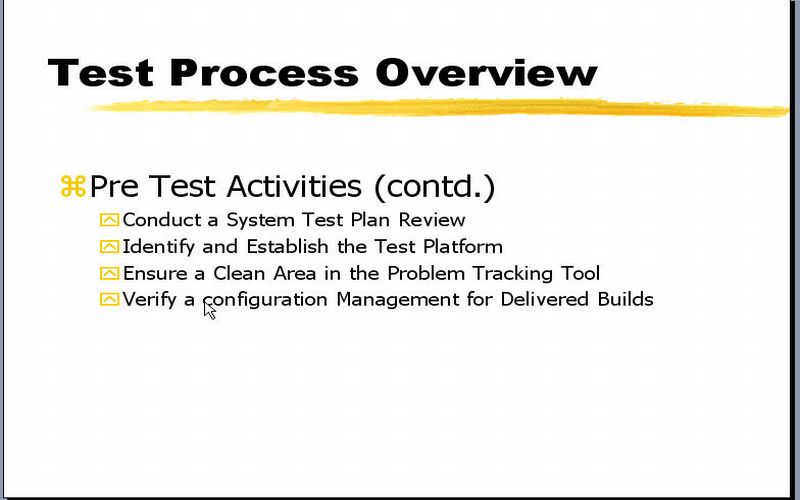 Test Process Overview
⌘Pre Test Activities (contd.)
Conduct a System Test Plan Review
Identify and Establish the Test Platform
Ensure a Clean Area in the Problem Tracking Tool
Verify a configuration Management for Delivered Builds